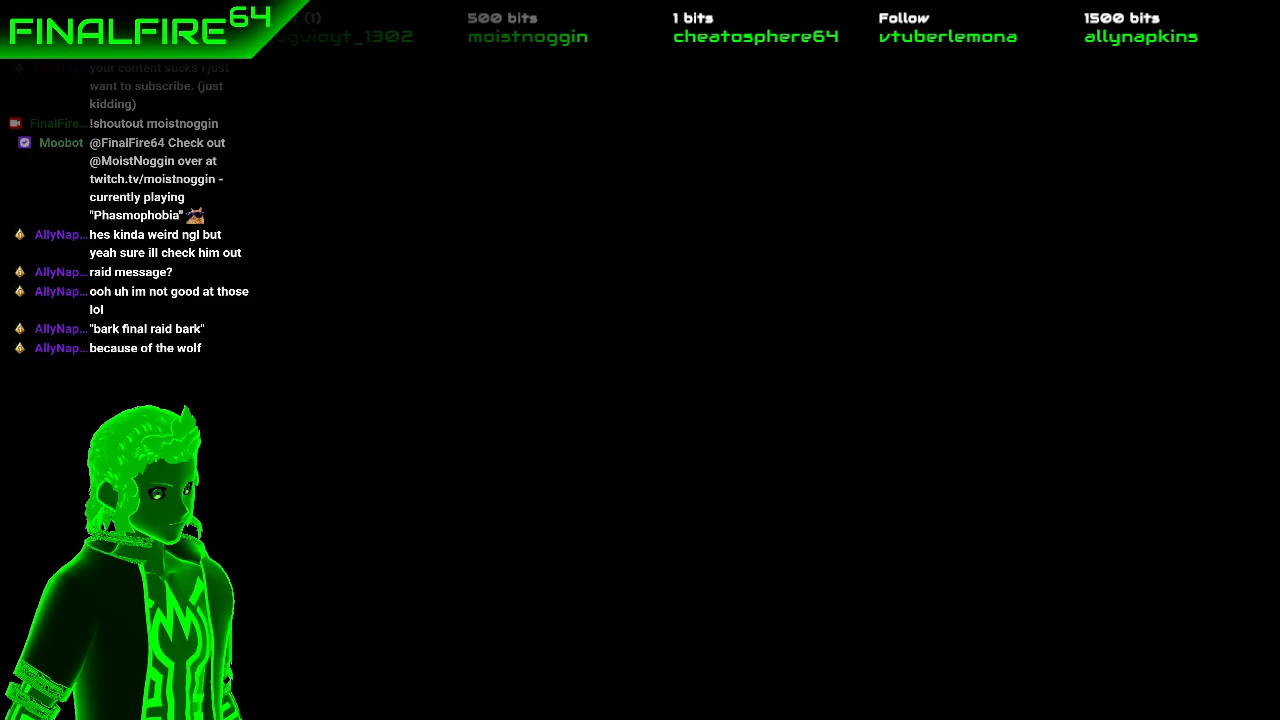 FINALFIRE64
(1)
uguioyt_1302
500 bits
moistnoggin
1 bits
cheatosphere64
Follow
vtuberlemona
1500 bits
allynapkins
your content sucks i just
want to subscribe. (just
kidding)
FinalFire... !shoutout moistnoggin
Moobot @FinalFire64 Check out
@MoistNoggin over at
twitch.tv/moistnoggin -
currently playing
"Phasmophobia"
AllyNap... hes kinda weird ngl but
yeah sure ill check him out
AllyNap... raid message?
AllyNap... ooh uh im not good at those
lol
AllyNap... "bark final raid bark"
AllyNap... because of the wolf